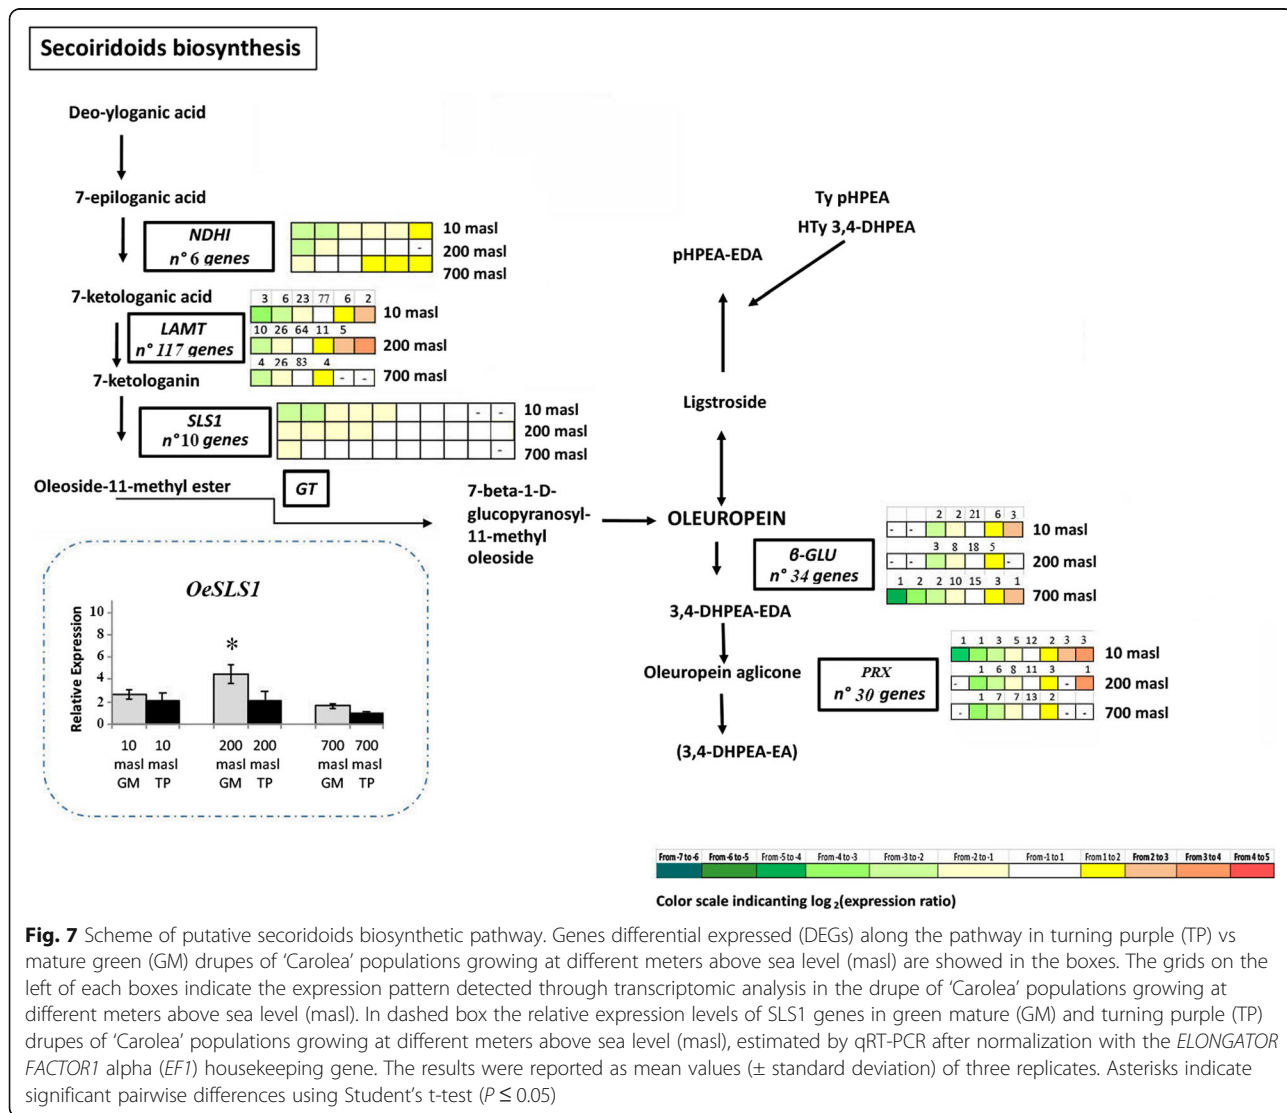 Secoiridoids biosynthesis
Deo-yloganic acid
7-epiloganic acid
NDHI
n° 6 genes
10 masl
-
200 masl
700 masl
7-ketologanic acid
LAMT
n° 117 genes
3 6 23 77 6 2
10 masl
10 26 64 11 5
200 masl
4 26 83 4
- -
700 masl
7-ketologanin
SLS1
n°10 genes
- -
10 masl
200 masl
-
700 masl
Oleoside-11-methyl ester
GT
7-beta-1-D-
glucopyranosyl-
11-methyl
oleoside
Ty pHPEA
HTy 3,4-DHPEA
pHPEA-EDA
Ligstroside
OLEUROPEIN
β-GLU
n° 34 genes
2 2 21 6 3
- -
10 masl
3 8 18 5
- - -
200 masl
1 2 2 10 15 3 1
700 masl
3,4-DHPEA-EDA
Oleuropein aglicone
PRX
n° 30 genes
1 1 3 5 12 2 3 3
10 masl
1 6 8 11 3 1
- -
200 masl
1 7 7 13 2
- - -
700 masl
(3,4-DHPEA-EA)
OeSLS1
Relative Expression
10
8
6
4
2
0
*
10 10 200 200 700 700
masl masl masl masl masl masl
GM TP GM TP GM TP
From -7 to -6 From -6 to -5 From -5 to -4 From -4 to -3 From -3 to -2 From -2 to -1 From -1 to 1 From 1 to 2 From 2 to 3 From 3 to 4 From 4 to 5
Color scale indicanting log 2(expression ratio)
Fig. 7 Scheme of putative secoridoids biosynthetic pathway. Genes differential expressed (DEGs) along the pathway in turning purple (TP) vs
mature green (GM) drupes of ‘Carolea’ populations growing at different meters above sea level (masl) are showed in the boxes. The grids on the
left of each boxes indicate the expression pattern detected through transcriptomic analysis in the drupe of ‘Carolea’ populations growing at
different meters above sea level (masl). In dashed box the relative expression levels of SLS1 genes in green mature (GM) and turning purple (TP)
drupes of ‘Carolea’ populations growing at different meters above sea level (masl), estimated by qRT-PCR after normalization with the ELONGATOR
FACTOR1 alpha (EF1) housekeeping gene. The results were reported as mean values (± standard deviation) of three replicates. Asterisks indicate
significant pairwise differences using Student’s t-test (P ≤ 0.05)